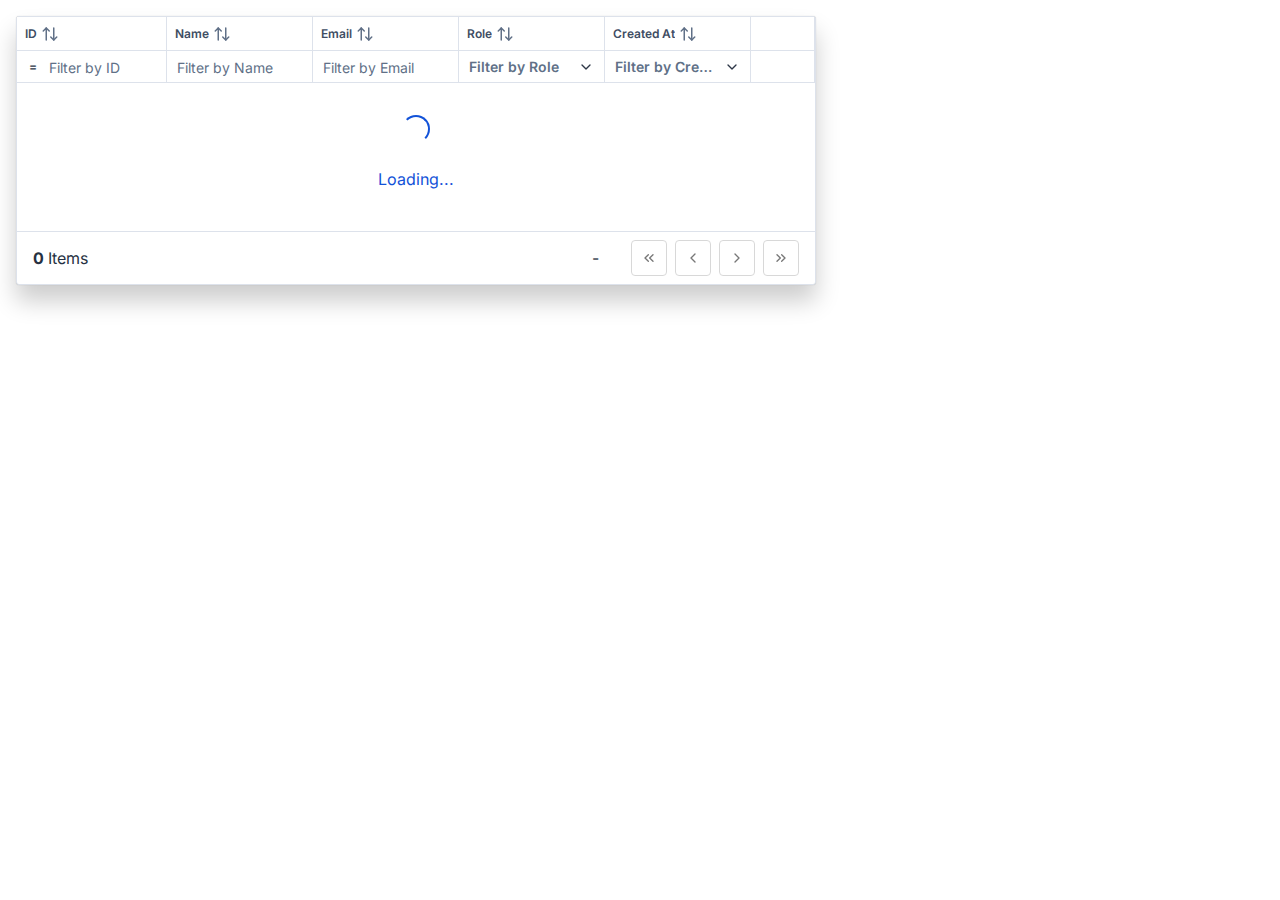 ID Name Email Role Created At
= Filter by ID Filter by Name Filter by Email Filter by Role Filter by Cre...
Loading...
0 Items -